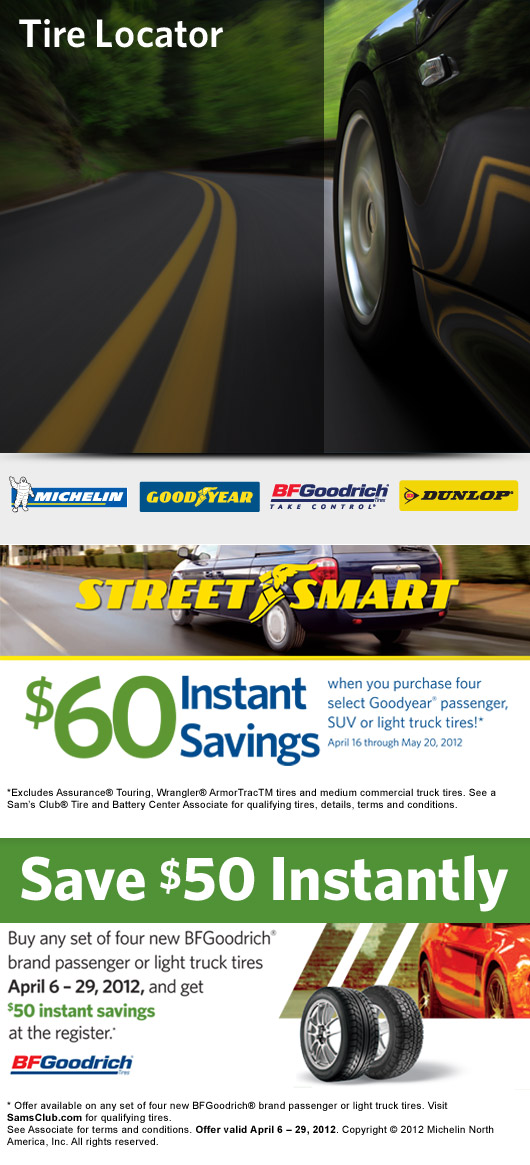 Tire Locator
MICHELIN
GOODYEAR
BFGoodrich
Tires
TAKE CONTROL®
DUNLOP®
STREET SMART
$60 Instant Savings
when you purchase four
select Goodyear® passenger,
SUV or light truck tires!*
April 16 through May 20, 2012
*Excludes Assurance® Touring, Wrangler® ArmorTracTM tires and medium commercial truck tires. See a
Sam's Club® Tire and Battery Center Associate for qualifying tires, details, terms and conditions.
Save $50 Instantly
Buy any set of four new BFGoodrich®
brand passenger or light truck tires
April 6 – 29, 2012, and get
$50 instant savings
at the register.*
BFGoodrich
Tires
* Offer available on any set of four new BFGoodrich® brand passenger or light truck tires. Visit
SamsClub.com for qualifying tires.
See Associate for terms and conditions. Offer valid April 6 – 29, 2012. Copyright © 2012 Michelin North
America, Inc. All rights reserved.